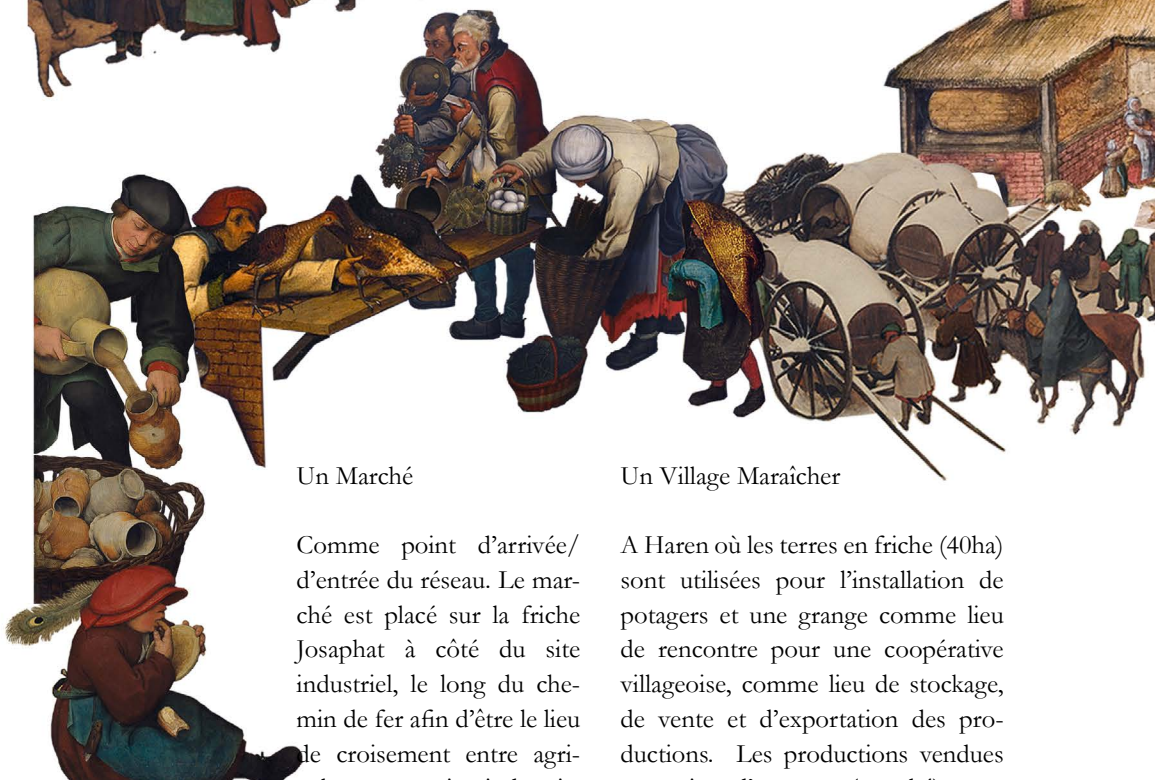 Un Marché
Comme point d’arrivée/
d’entrée du réseau. Le mar-
ché est placé sur la friche
Josaphat à côté du site
industriel, le long du che-
min de fer afin d’être le lieu
de croisement entre agri-
Un Village Maraîcher
A Haren où les terres en friche (40ha)
sont utilisées pour l’installation de
potagers et une grange comme lieu
de rencontre pour une coopérative
villageoise, comme lieu de stockage,
de vente et d’exportation des pro-
ductions. Les productions vendues